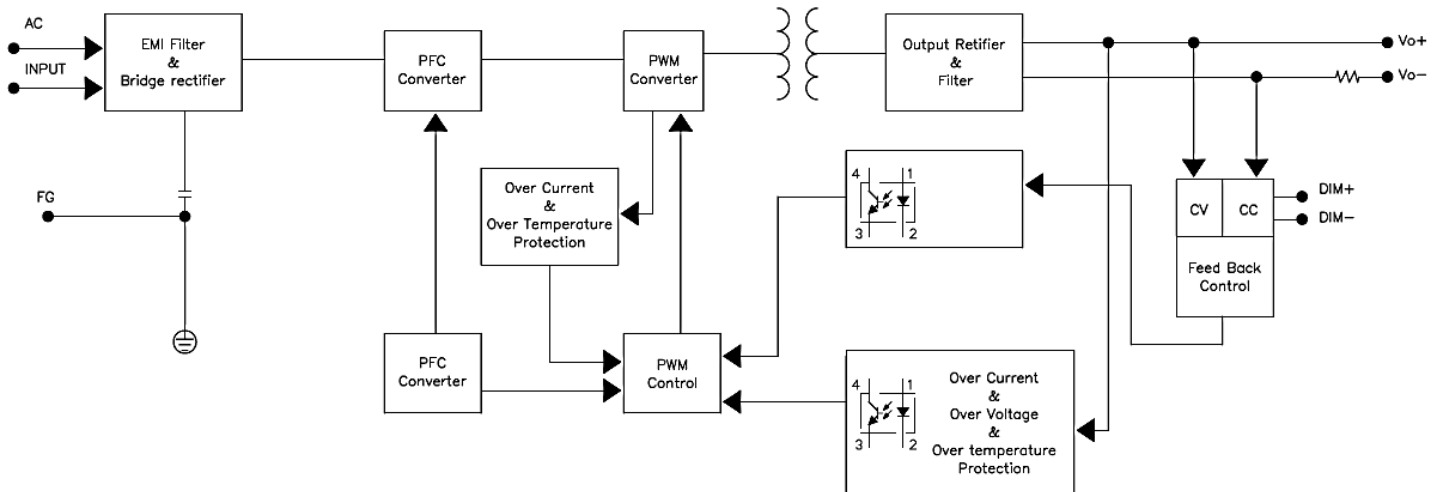 AC
INPUT
EMI Filter
&
Bridge rectifier
PFC
Converter
PWM
Converter
Output Retifier
&
Filter
Vo+
Vo-
FG
Over Current
&
Over Temperature
Protection
4
1
3
2
CV
CC
DIM+
DIM-
Feed Back
Control
PFC
Converter
PWM
Control
4
1
3
2
Over Current
&
Over Voltage
&
Over temperature
Protection